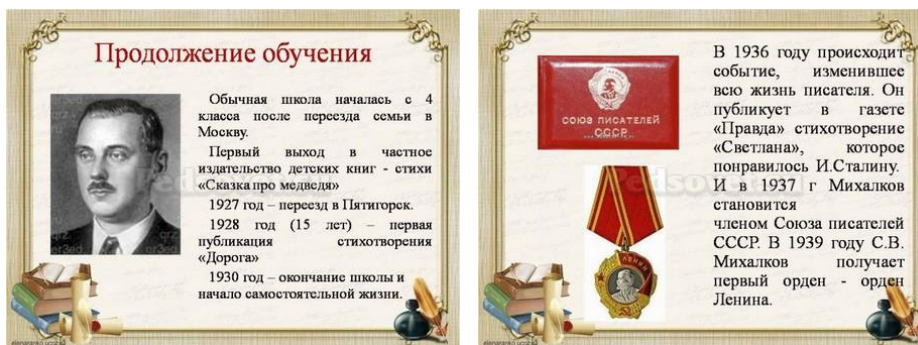 Продолжение обучения
Обычная школа началась с 4
класса после переезда семьи в
Москву.
Первый выход в частное
издательство детских книг - стихи
«Сказка про медведя»
1927 год – переезд в Пятигорск.
1928 год (15 лет) – первая
публикация стихотворения
«Дорога»
1930 год – окончание школы и
начало самостоятельной жизни.
СОЮЗ ПИСАТЕЛЕЙ
СССР
В 1936 году происходит
событие, изменившее
всю жизнь писателя. Он
публикует в газете
«Правда» стихотворение
«Светлана», которое
понравилось И.Сталину.
И в 1937 г Михалков
становится
членом Союза писателей
СССР. В 1939 году С.В.
Михалков получает
первый орден - орден
Ленина.
ЛЕНИН